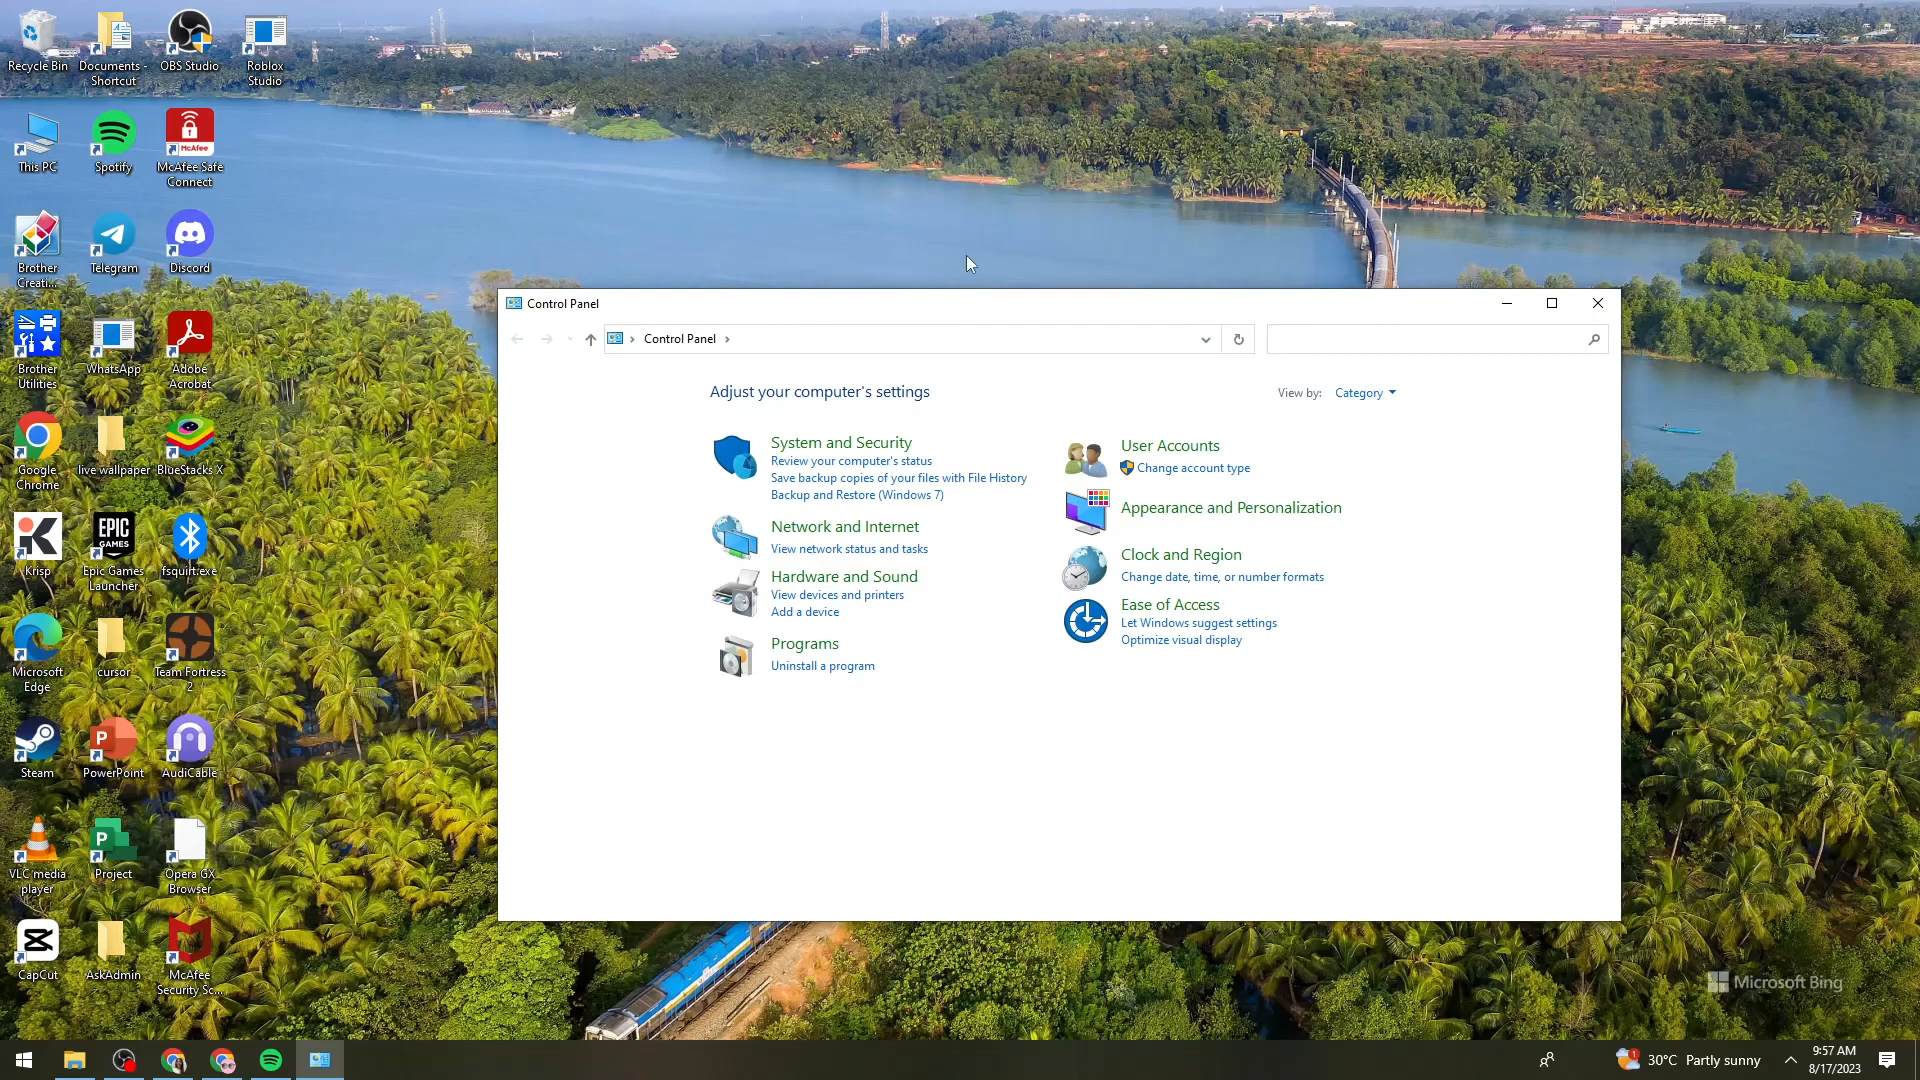 Recycle Bin
Documents -
Shortcut
OBS Studio
Roblox
Studio
This PC
Spotify
McAfee
McAfee Safe
Connect
Brother
Creati...
Telegram
Discord
Brother
Utilities
WhatsApp
Adobe
Acrobat
Google
Chrome
live wallpaper
BlueStacks X
Krisp
EPIC
GAMES
Epic Games
Launcher
fsquirt.exe
Microsoft
Edge
cursor
Team Fortress
2
Steam
P
PowerPoint
AudiCable
VLC media
player
P
Project
Opera GX
Browser
CapCut
AskAdmin
McAfee
Security Sc...
Control Panel
Control Panel
Adjust your computer's settings
View by:
Category
System and Security
Review your computer's status
Save backup copies of your files with File History
Backup and Restore (Windows 7)
Network and Internet
View network status and tasks
Hardware and Sound
View devices and printers
Add a device
Programs
Uninstall a program
User Accounts
Change account type
Appearance and Personalization
Clock and Region
Change date, time, or number formats
Ease of Access
Let Windows suggest settings
Optimize visual display
Microsoft Bing
1
30°C Partly sunny
9:57 AM
8/17/2023